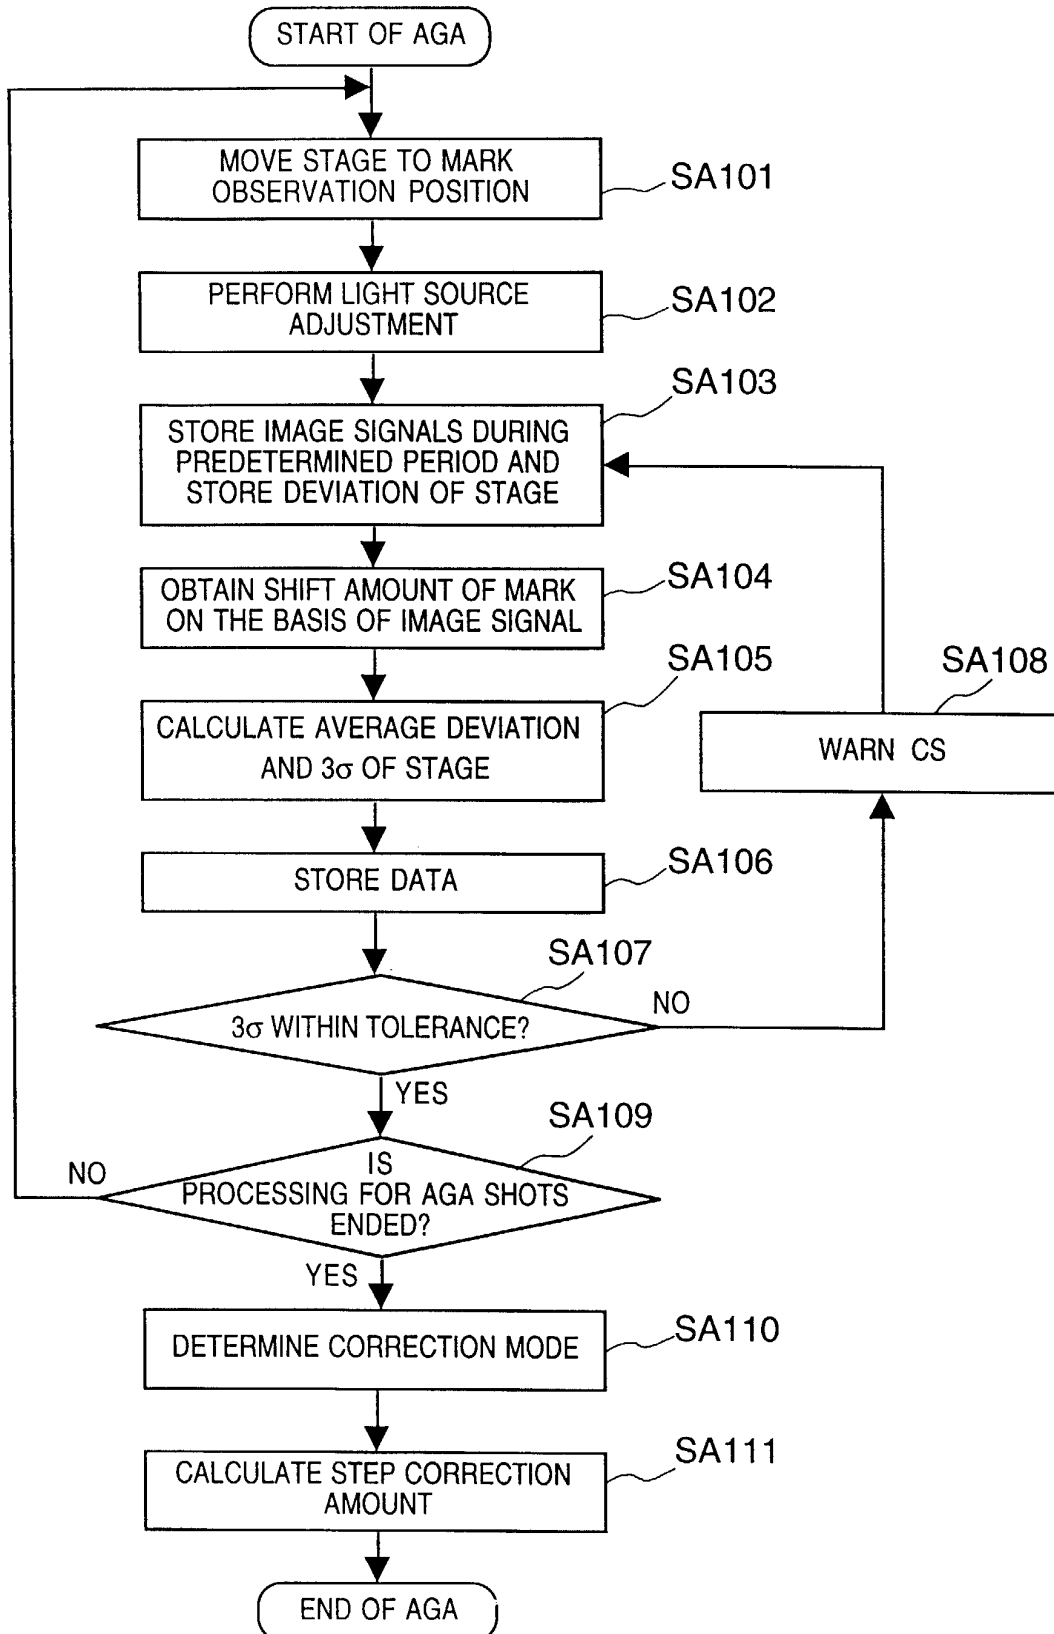 START OF AGA
MOVE STAGE TO MARK
OBSERVATION POSITION
SA101
PERFORM LIGHT SOURCE
ADJUSTMENT
SA102
SA103
STORE IMAGE SIGNALS DURING
PREDETERMINED PERIOD AND
STORE DEVIATION OF STAGE
OBTAIN SHIFT AMOUNT OF MARK
ON THE BASIS OF IMAGE SIGNAL
SA104
SA105
CALCULATE AVERAGE DEVIATION
AND 3σ OF STAGE
SA108
WARN CS
SA106
STORE DATA
SA107
3σ WITHIN TOLERANCE?
NO
YES
SA109
IS
PROCESSING FOR AGA SHOTS
ENDED?
NO
YES
DETERMINE CORRECTION MODE
SA110
CALCULATE STEP CORRECTION
AMOUNT
SA111
END OF AGA